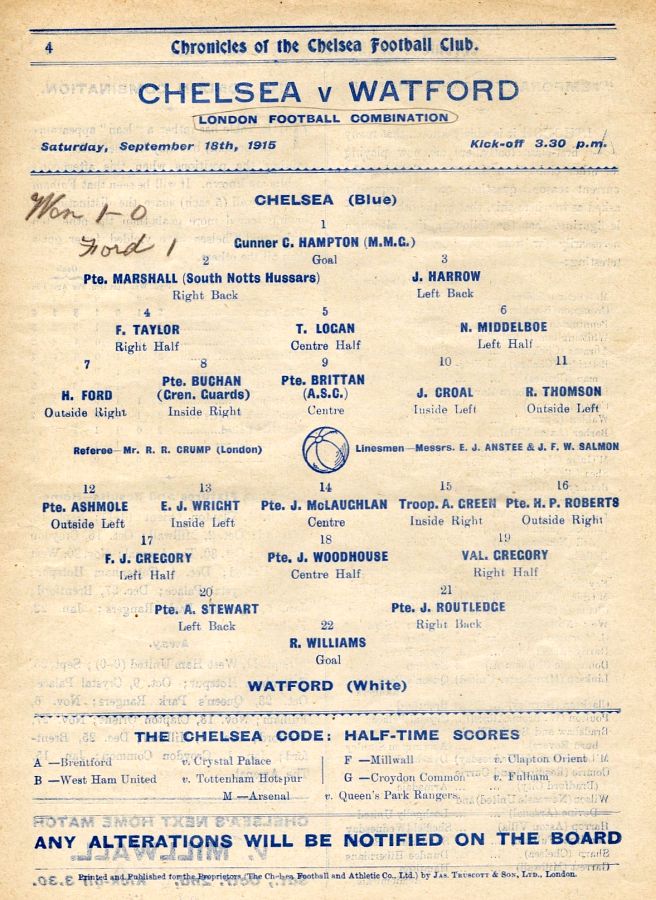 4
Chronicles of the Chelsea Football Club.
CHELSEA v WATFORD
LONDON FOOTBALL COMBINATION
Saturday, September 18th, 1915 Kick-off 3.30 p.m.
CHELSEA (Blue)
Won 1-0
Ford 1
1
Gunner C. HAMPTON (M.M.G.)
Goal
2 3
Pte. MARSHALL (South Notts Hussars) J. HARROW
Right Back Left Back
4 5 6
F. TAYLOR T. LOGAN N. MIDDELBOE
Right Half Centre Half Left Half
7 8 9 10 11
H. FORD Pte. BUCHAN (Gren. Guards) Pte. BRITTAN (A.S.C.) J. CROAL R. THOMSON
Outside Right Inside Right Centre Inside Left Outside Left
Referee—Mr. R. R. CRUMP (London) Linesmen—Messrs. E. J. ANSTEE & J. F. W. SALMON
12 13 14 15 16
Pte. ASHMOLE E. J. WRIGHT Pte. J. McLAUGHLAN Troop. A. GREEN Pte. H. P. ROBERTS
Outside Left Inside Left Centre Inside Right Outside Right
17 18 19
F. J. GREGORY Pte. J. WOODHOUSE VAL. GREGORY
Left Half Centre Half Right Half
20 21
Pte. A. STEWART Pte. J. ROUTLEDGE
Left Back Right Back
22
R. WILLIAMS
Goal
WATFORD (White)
THE CHELSEA CODE: HALF-TIME SCORES
A —Brentford v. Crystal Palace F —Millwall v. Clapton Orient
B —West Ham United v. Tottenham Hotspur G —Croydon Common v. Fulham
M —Arsenal v. Queen's Park Rangers
ANY ALTERATIONS WILL BE NOTIFIED ON THE BOARD
Printed and Published for the Proprietors (The Chelsea Football and Athletic Co., Ltd.) by JAS. TRUSCOTT & SON, LTD., London.